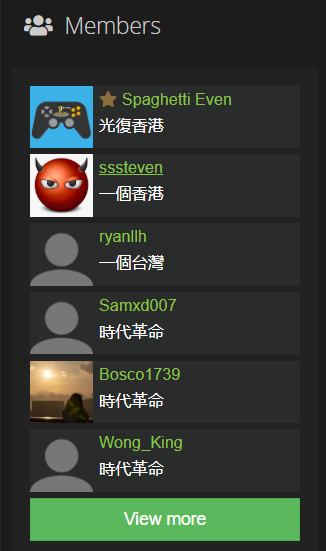 Members
Spaghetti Even
光復香港
sssteven
一個香港
ryanllh
一個台灣
Samxd007
時代革命
Bosco1739
時代革命
Wong_King
時代革命
View more